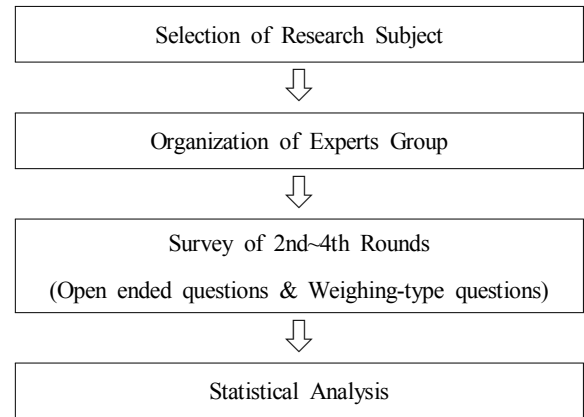 Selection of Research Subject
Organization of Experts Group
Survey of 2nd~4th Rounds
(Open ended questions & Weighing-type questions)
Statistical Analysis